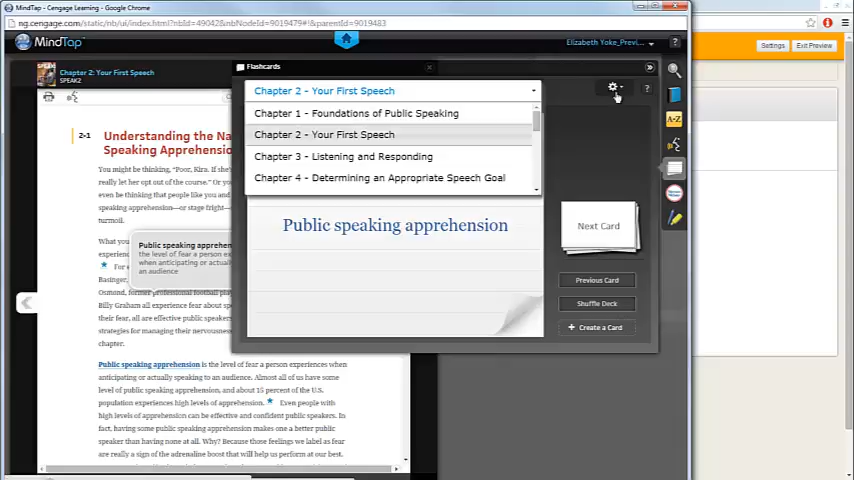 MindTap - Cengage Learning - Google Chrome
ng.cengage.com/static/nb/ui/index.html?nbId=49042&nbNodeId=9019479#!&parentId=9019483
MindTap
Elizabeth Yoke_Previ...
?
Settings
Exit Preview
Chapter 2: Your First Speech
SPEAK2
Flashcards
Chapter 2 - Your First Speech
Chapter 1 - Foundations of Public Speaking
Chapter 2 - Your First Speech
Chapter 3 - Listening and Responding
Chapter 4 - Determining an Appropriate Speech Goal
?
A-Z
Public speaking apprehension
Next Card
Previous Card
Shuffle Deck
+ Create a Card
2-1 Understanding the Na
Speaking Apprehensio
You might be thinking, "Poor, Kira. If she's
really let her opt out of the course." Or y
even be thinking that people like you and
speaking apprehension—or stage fright—
turmoil.
What you
experienc
For e
Basinger,
Osmond, former professional football play
Billy Graham all experience fear about sp
their fear, all are effective public speakers
strategies for managing their nervousness
chapter.
Public speaking apprehen
the level of fear a person ex
when anticipating or actuall
an audience
Public speaking apprehension is the level of fear a person experiences when
anticipating or actually speaking to an audience. Almost all of us have some
level of public speaking apprehension, and about 15 percent of the U.S.
population experiences high levels of apprehension. Even people with
high levels of apprehension can be effective and confident public speakers. In
fact, having some public speaking apprehension makes one a better public
speaker than having none at all. Why? Because those feelings we label as fear
are really a sign of the adrenaline boost that will help us perform at our best.